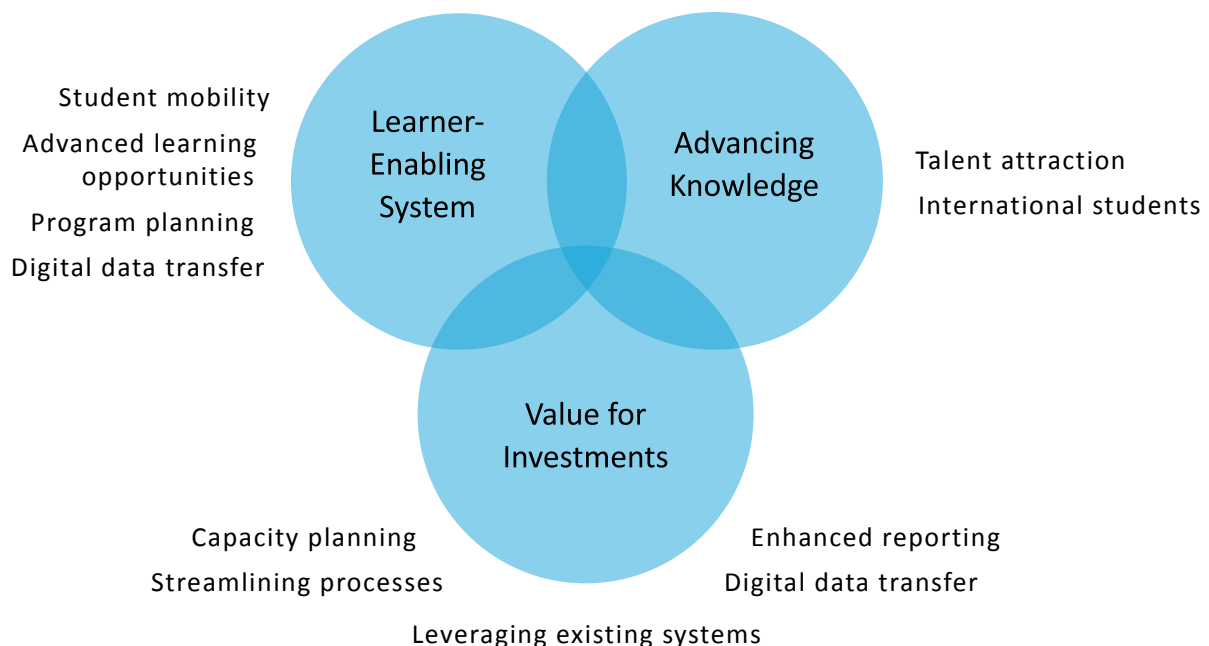 Student mobility
Advanced learning
opportunities
Program planning
Digital data transfer
Learner-
Enabling
System
Advancing
Knowledge
Talent attraction
International students
Value for
Investments
Capacity planning
Streamlining processes
Enhanced reporting
Digital data transfer
Leveraging existing systems